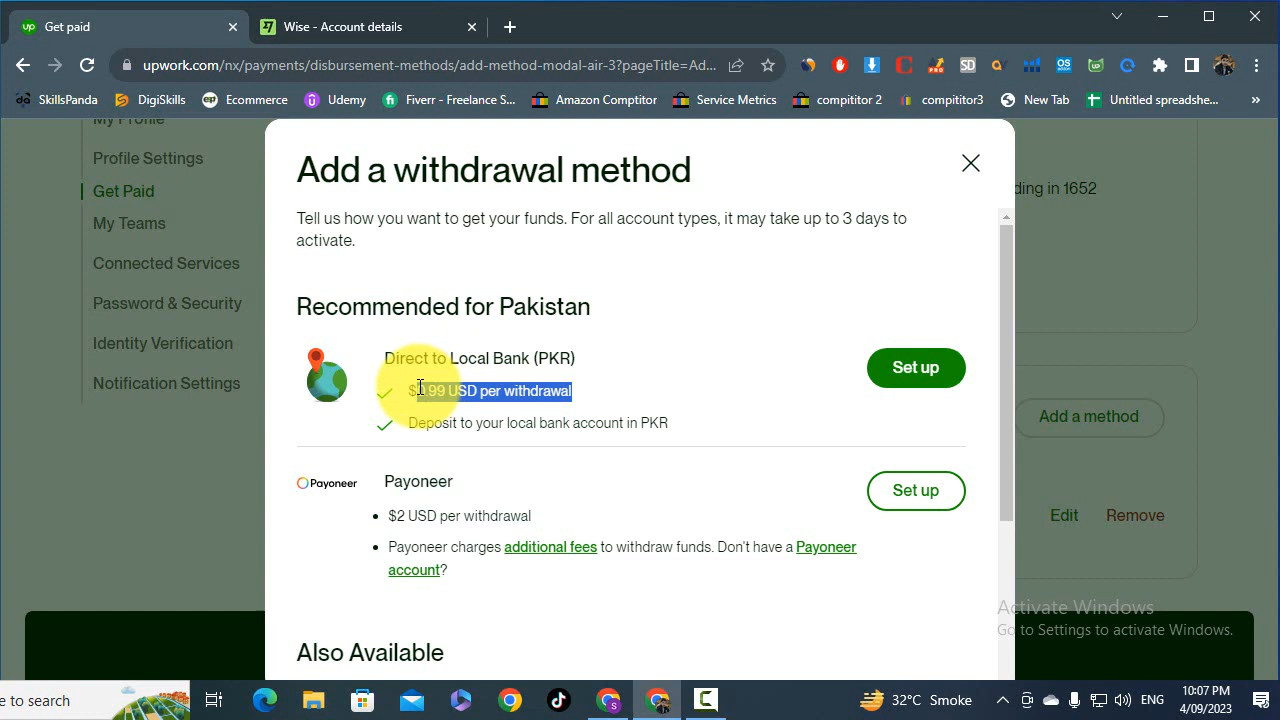 Get paid
Wise - Account details
upwork.com/nx/payments/disbursement-methods/add-method-modal-air-3?pageTitle=Ad...
SkillsPanda
DigiSkills
Ecommerce
Udemy
Fiverr - Freelance S...
Amazon Comptitor
Service Metrics
compititor 2
compititor3
New Tab
Untitled spreadshe...
»
My Profile
Profile Settings
Get Paid
My Teams
Connected Services
Password & Security
Identity Verification
Notification Settings
Add a withdrawal method
Tell us how you want to get your funds. For all account types, it may take up to 3 days to
activate.
Recommended for Pakistan
Direct to Local Bank (PKR)
USD per withdrawal
Deposit to your local bank account in PKR
Set up
Payoneer
Payoneer
$2 USD per withdrawal
Payoneer charges additional fees to withdraw funds. Don't have a Payoneer
account?
Set up
Also Available
ding in 1652
Add a method
Edit
Remove
Activate Windows
Go to Settings to activate Windows.
e to search
32°C Smoke
ENG
10:07 PM
4/09/2023